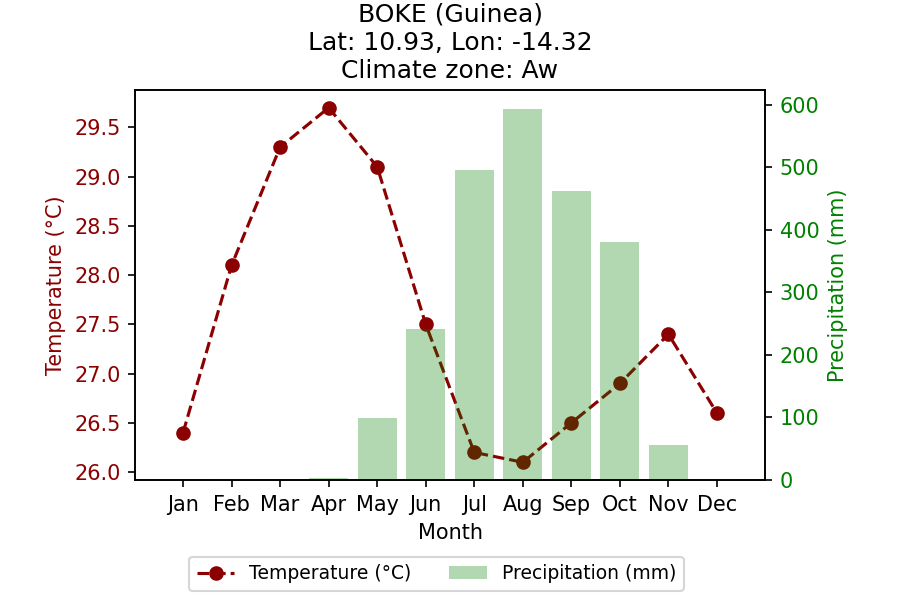 BOKE (Guinea)
Lat: 10.93, Lon: -14.32
Climate zone: Aw
Temperature (°C)
29.5
29.0
28.5
28.0
27.5
27.0
26.5
26.0
600
500
400
300
200
100
0
Precipitation (mm)
Jan Feb Mar Apr May Jun Jul Aug Sep Oct Nov Dec
Month
Temperature (°C) Precipitation (mm)